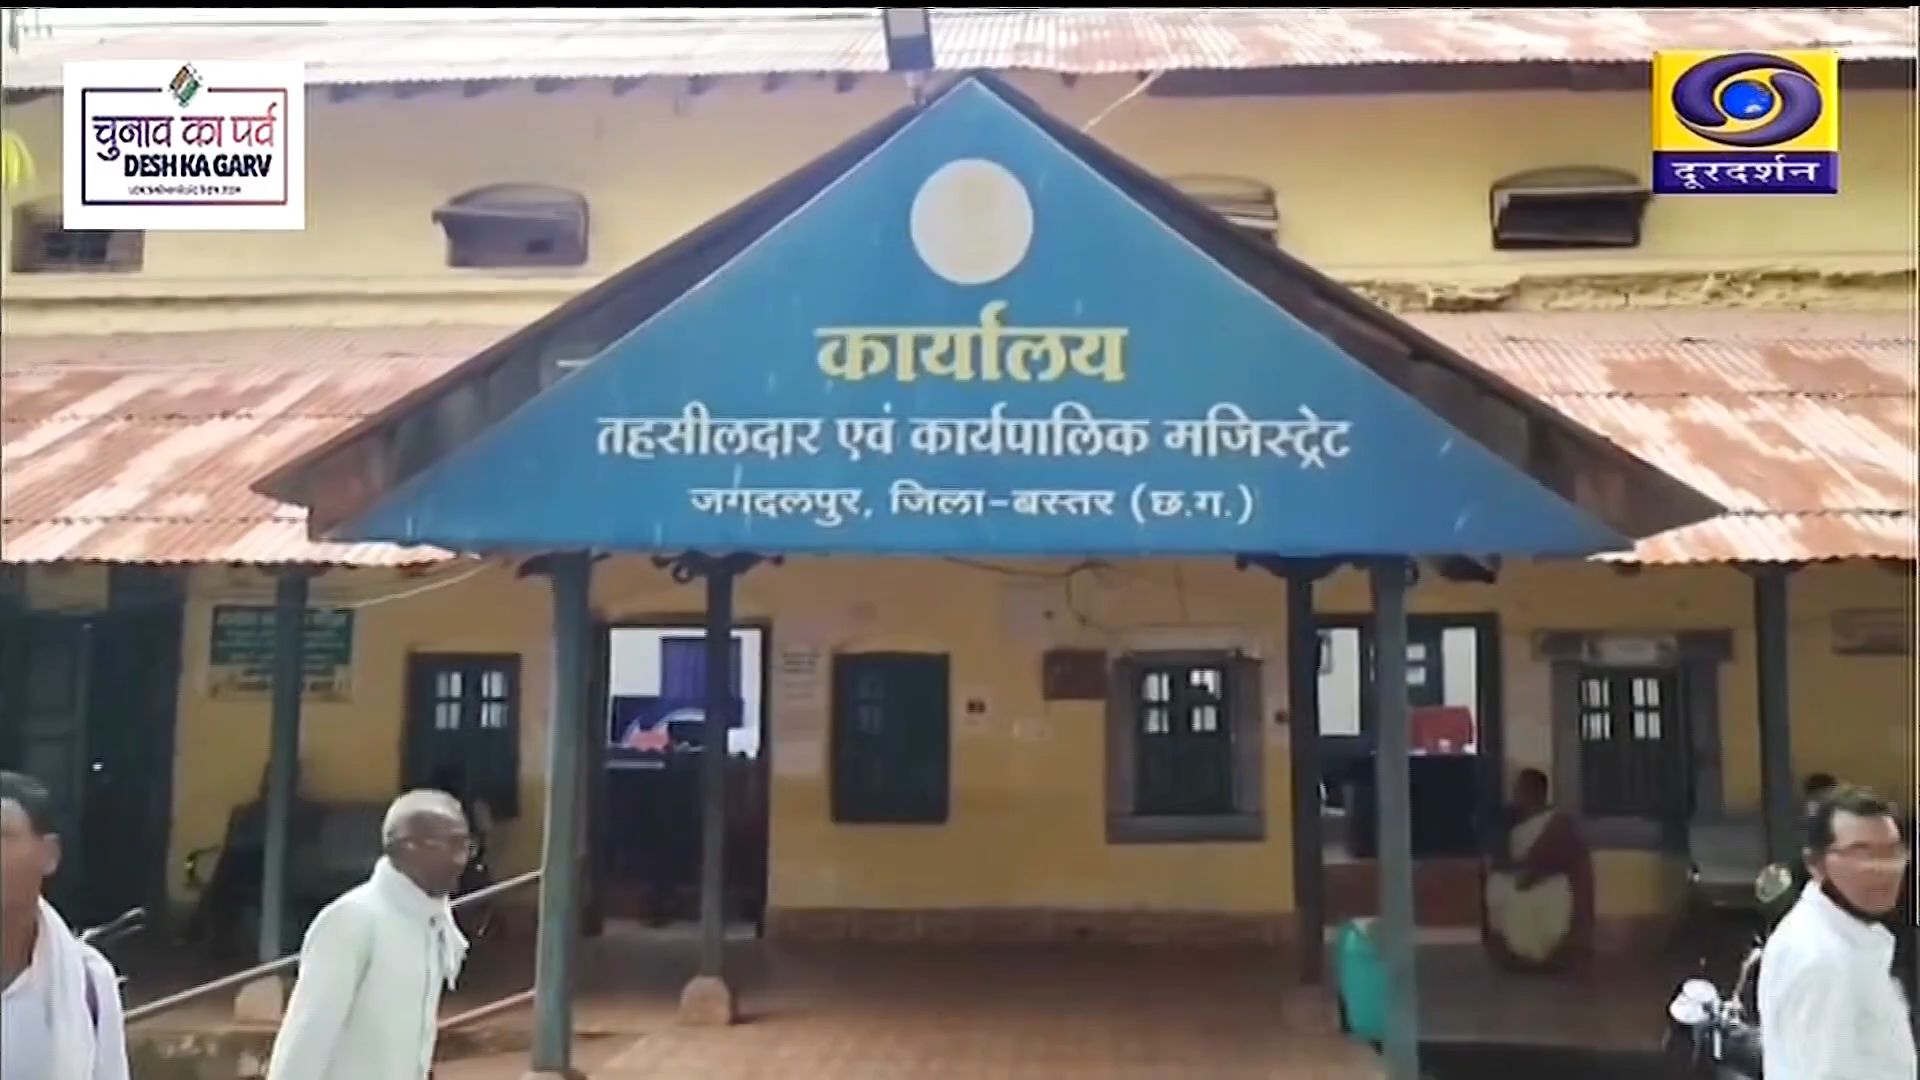 चुनाव का पर्व
DESH KA GARV
दूरदर्शन
कार्यालय
तहसीलदार एवं कार्यपालिक मजिस्ट्रेट
जगदलपुर, जिला-बस्तर (छ.ग.)